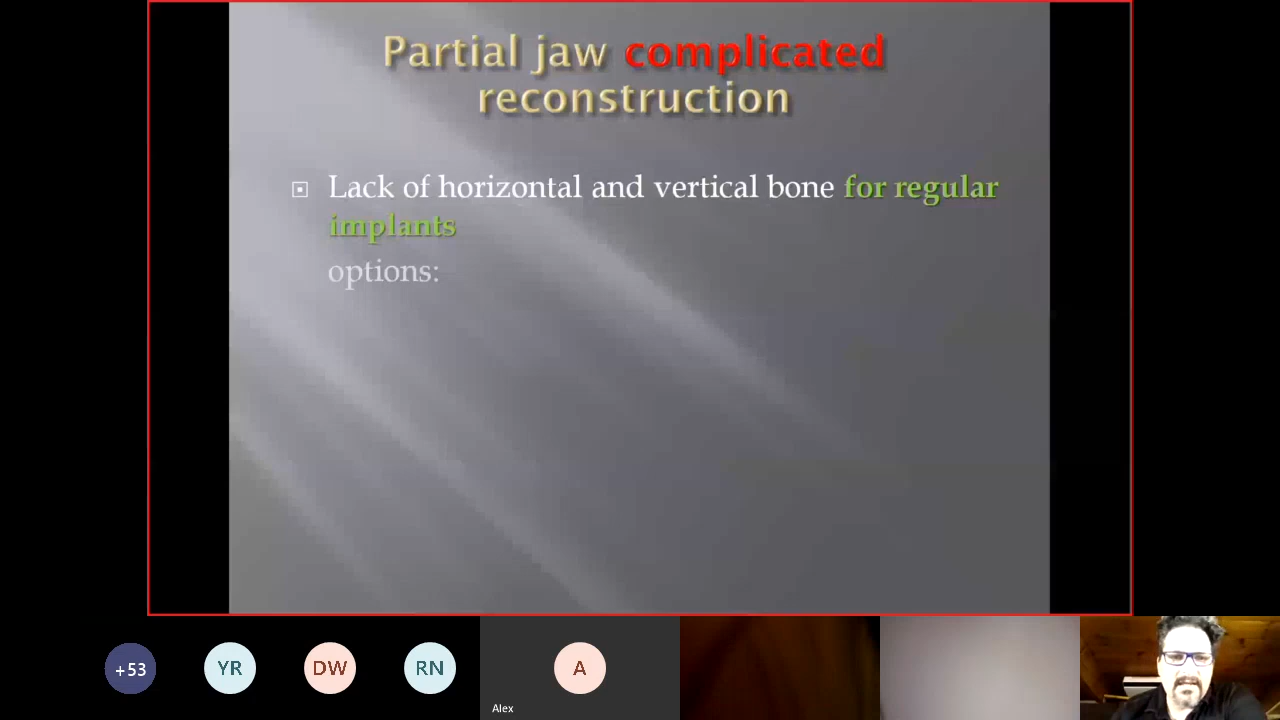 Partial jaw complicated
reconstruction
Lack of horizontal and vertical bone for regular
implants
options:
+53
YR
DW
RN
A
Alex